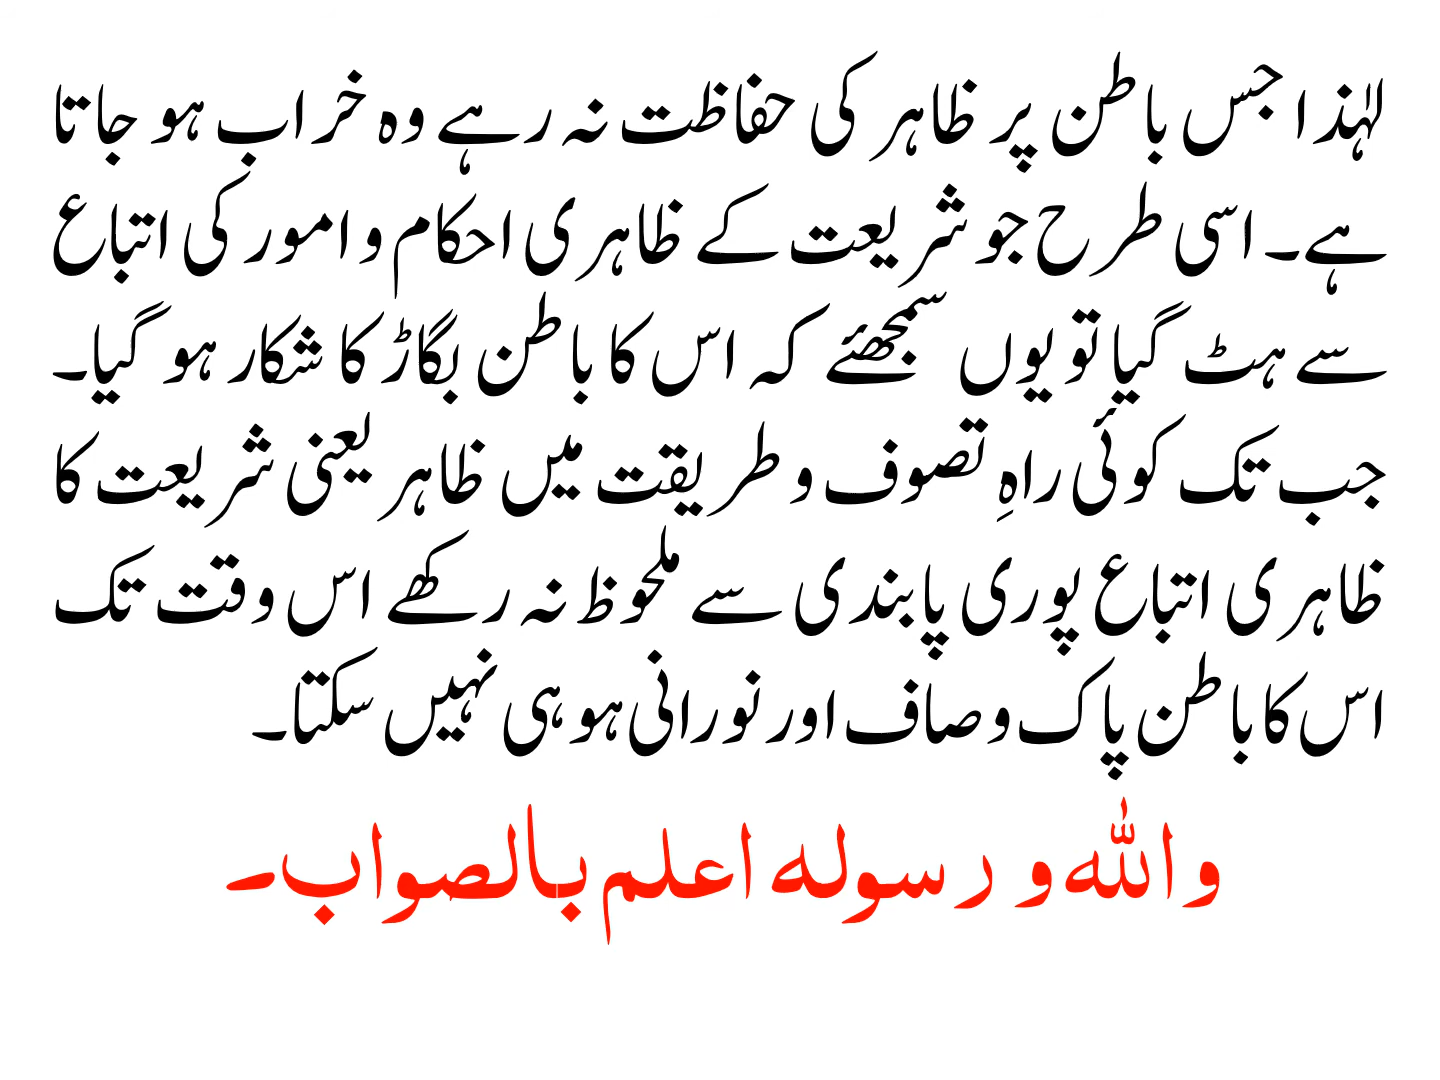 لہٰذا جس باطن پر ظاہر کی حفاظت نہ رہے وہ خراب ہو جاتا
ہے۔ اسی طرح جو شریعت کے ظاہری احکام و امور کی اتباع
سے ہٹ گیا تو یوں سمجھئے کہ اس کا باطن بگاڑ کا شکار ہو گیا۔
جب تک کوئی راہِ تصوف و طریقت میں ظاہر یعنی شریعت کا
ظاہری اتباع پوری پابندی سے ملحوظ نہ رکھے اس وقت تک
اس کا باطن پاک و صاف اور نورانی ہو ہی نہیں سکتا۔
واللہ و رسولہ اعلم بالصواب۔